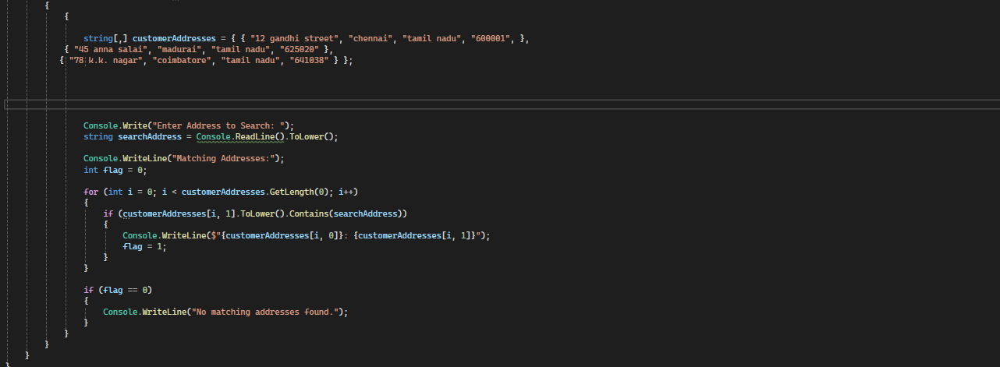 {
{
string[,] customerAddresses = { { "12 gandhi street", "chennai", "tamil nadu", "600001", },
{ "45 anna salai", "madurai", "tamil nadu", "625020" },
{ "78 k.k. nagar", "coimbatore", "tamil nadu", "641038" } };
Console.Write("Enter Address to Search: ");
string searchAddress = Console.ReadLine().ToLower();
Console.WriteLine("Matching Addresses:");
int flag = 0;
for (int i = 0; i < customerAddresses.GetLength(0); i++)
{
if (customerAddresses[i, 1].ToLower().Contains(searchAddress))
{
Console.WriteLine($"{customerAddresses[i, 0]}: {customerAddresses[i, 1]}");
flag = 1;
}
}
if (flag == 0)
{
Console.WriteLine("No matching addresses found.");
}
}
}
}
}